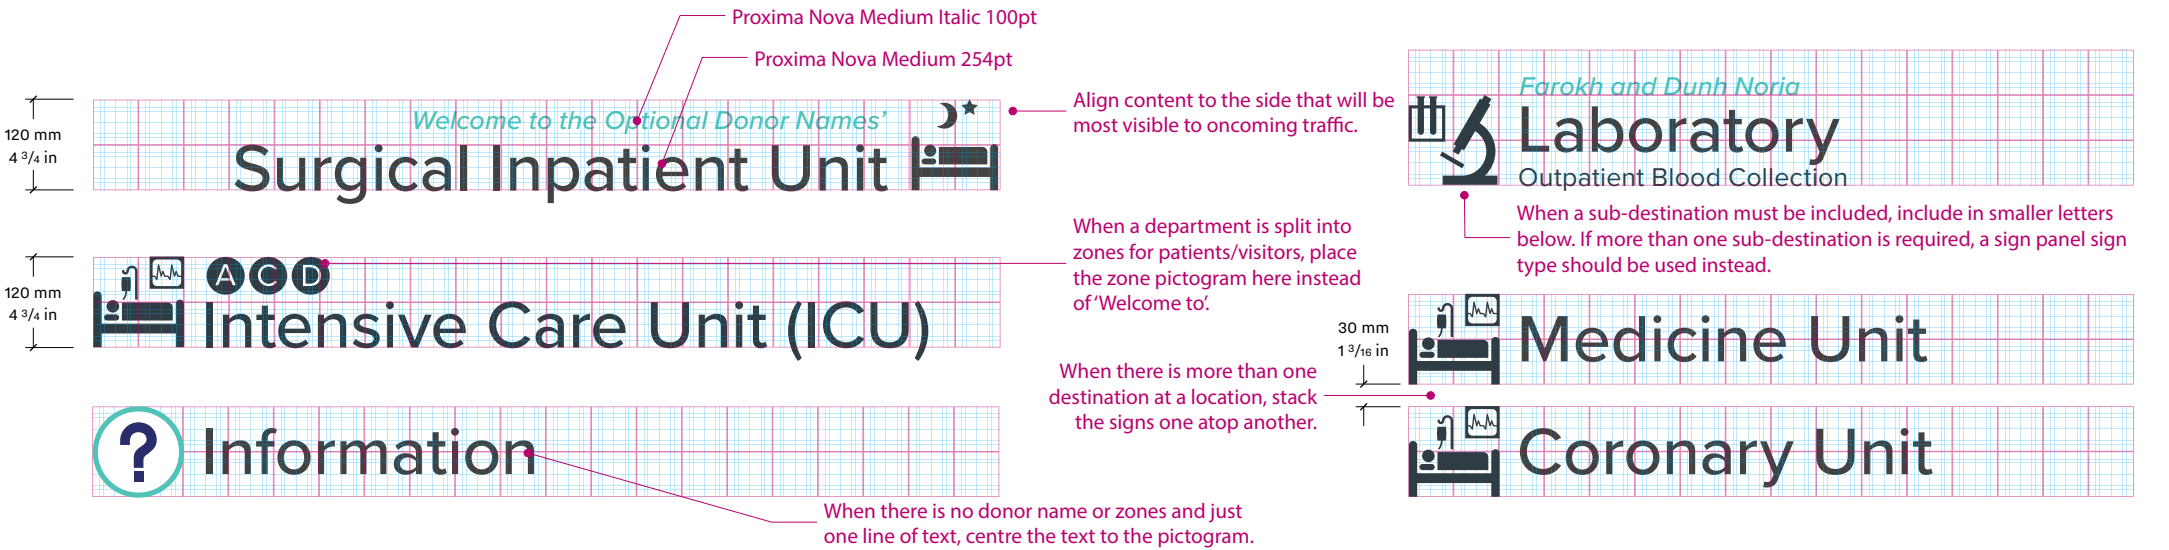 Proxima Nova Medium Italic 100pt
Proxima Nova Medium 254pt
120 mm
4 3/4 in
Welcome to the Optional Donor Names’
Surgical Inpatient Unit
Align content to the side that will be
most visible to oncoming traffic.
120 mm
4 3/4 in
A C D
Intensive Care Unit (ICU)
When a department is split into
zones for patients/visitors, place
the zone pictogram here instead
of ‘Welcome to’.
?
Information
When there is no donor name or zones and just
one line of text, centre the text to the pictogram.
Farokh and Dunh Noria
Laboratory
Outpatient Blood Collection
When a sub-destination must be included, include in smaller letters
below. If more than one sub-destination is required, a sign panel sign
type should be used instead.
30 mm
1 3/16 in
When there is more than one
destination at a location, stack
the signs one atop another.
Medicine Unit
Coronary Unit